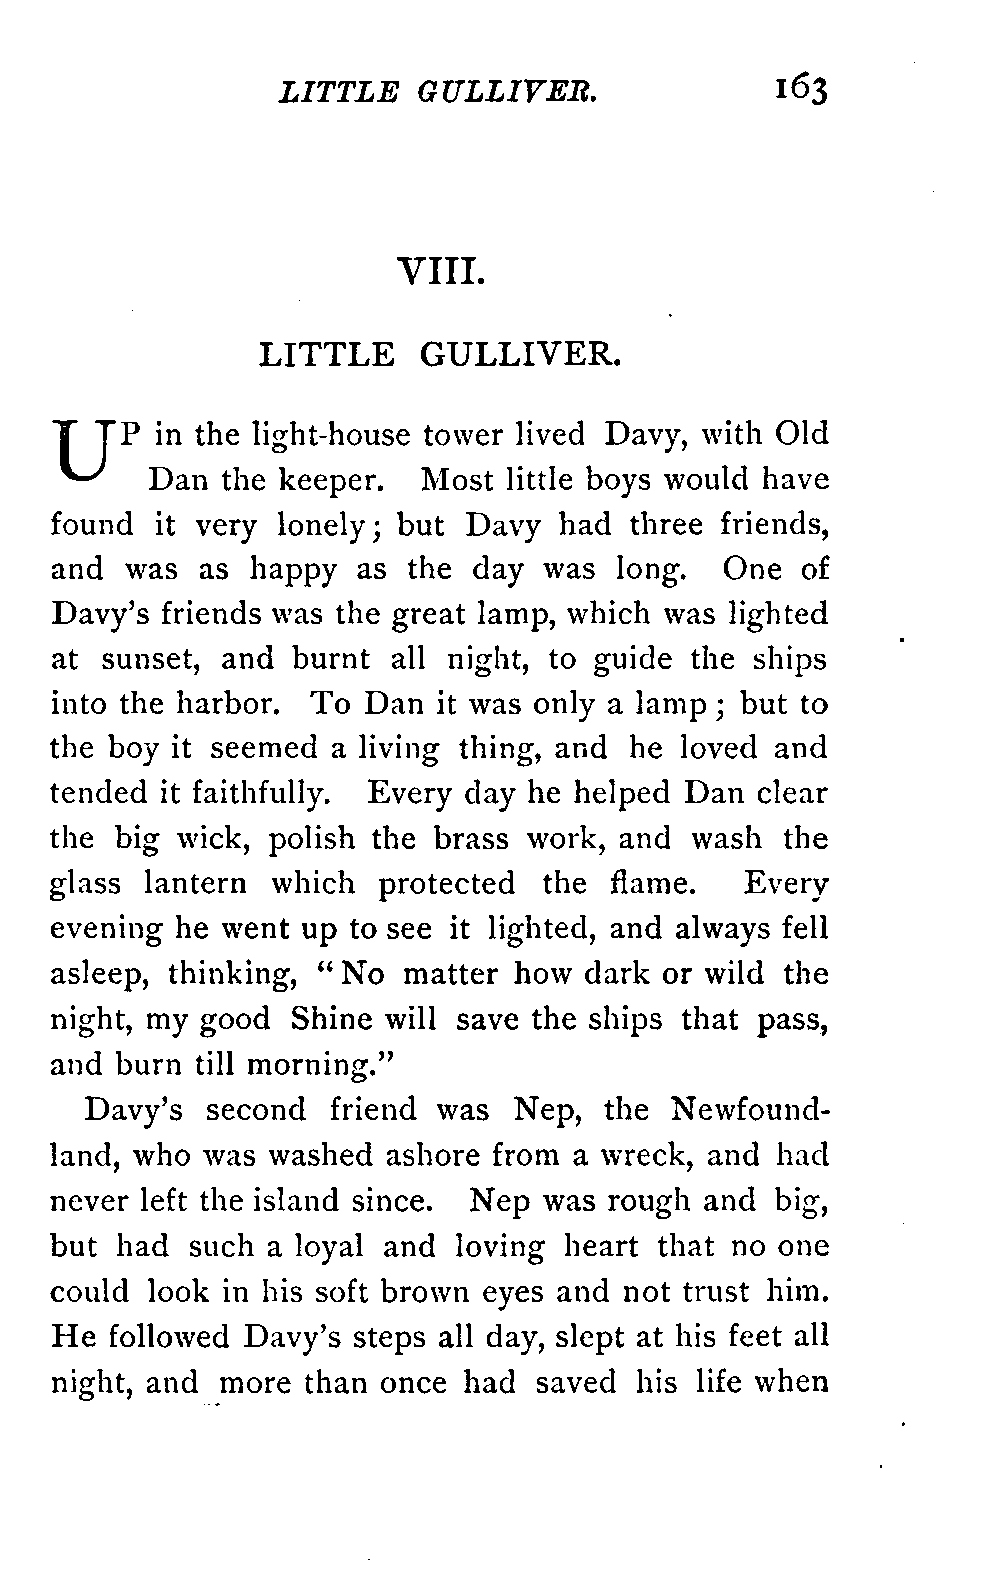 LITTLE GULLIVER. 163
VIII.
LITTLE GULLIVER.
UP in the light-house tower lived Davy, with Old
Dan the keeper. Most little boys would have
found it very lonely; but Davy had three friends,
and was as happy as the day was long. One of
Davy's friends was the great lamp, which was lighted
at sunset, and burnt all night, to guide the ships
into the harbor. To Dan it was only a lamp; but to
the boy it seemed a living thing, and he loved and
tended it faithfully. Every day he helped Dan clear
the big wick, polish the brass work, and wash the
glass lantern which protected the flame. Every
evening he went up to see it lighted, and always fell
asleep, thinking, "No matter how dark or wild the
night, my good Shine will save the ships that pass,
and burn till morning."
Davy's second friend was Nep, the Newfound-
land, who was washed ashore from a wreck, and had
never left the island since. Nep was rough and big,
but had such a loyal and loving heart that no one
could look in his soft brown eyes and not trust him.
He followed Davy's steps all day, slept at his feet all
night, and more than once had saved his life when